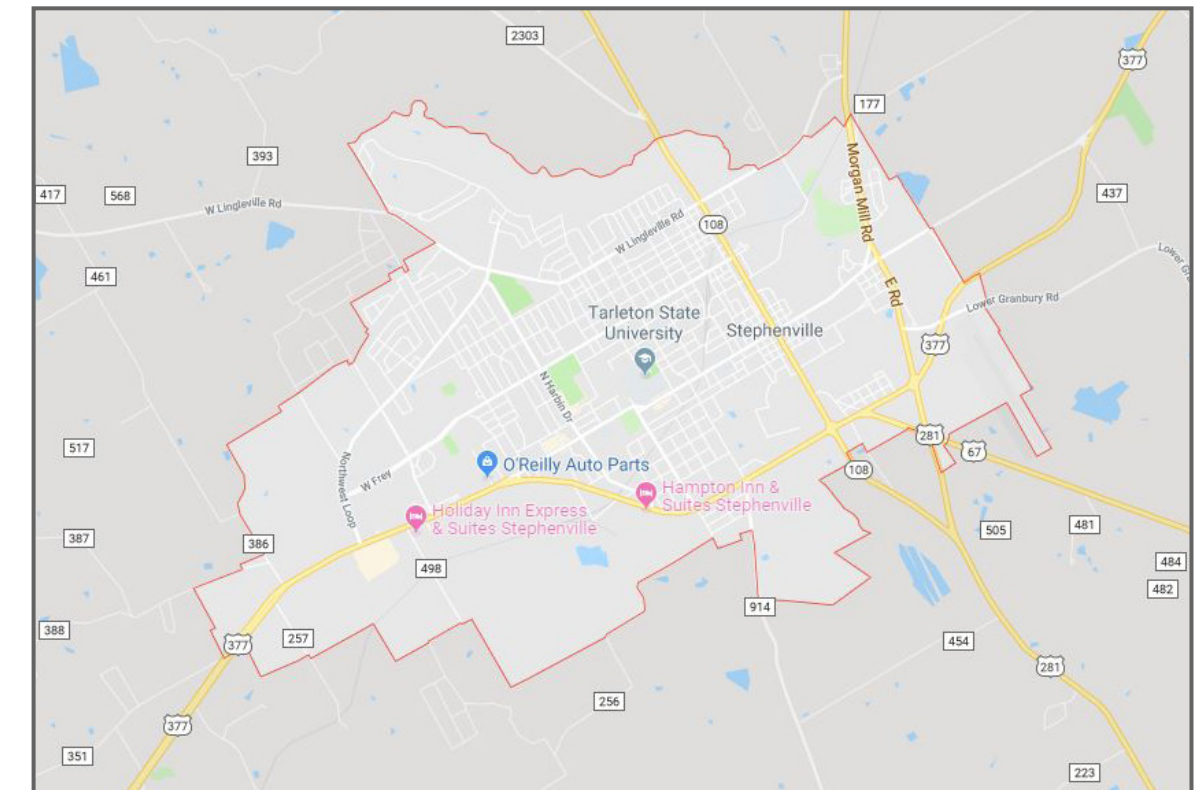 2303
377
177
393
417
568
W Lingleville Rd
437
Morgan Mill Rd
W Lingleville Rd
108
461
E Rd
Lower Granbury Rd
Tarleton State
University
Stephenville
377
N Harbin Dr
281
67
517
O'Reilly Auto Parts
108
Northwest Loop
W Frey
Hampton Inn &
Suites Stephenville
Holiday Inn Express
& Suites Stephenville
505
481
387
386
498
484
482
914
388
257
377
454
281
256
377
351
223